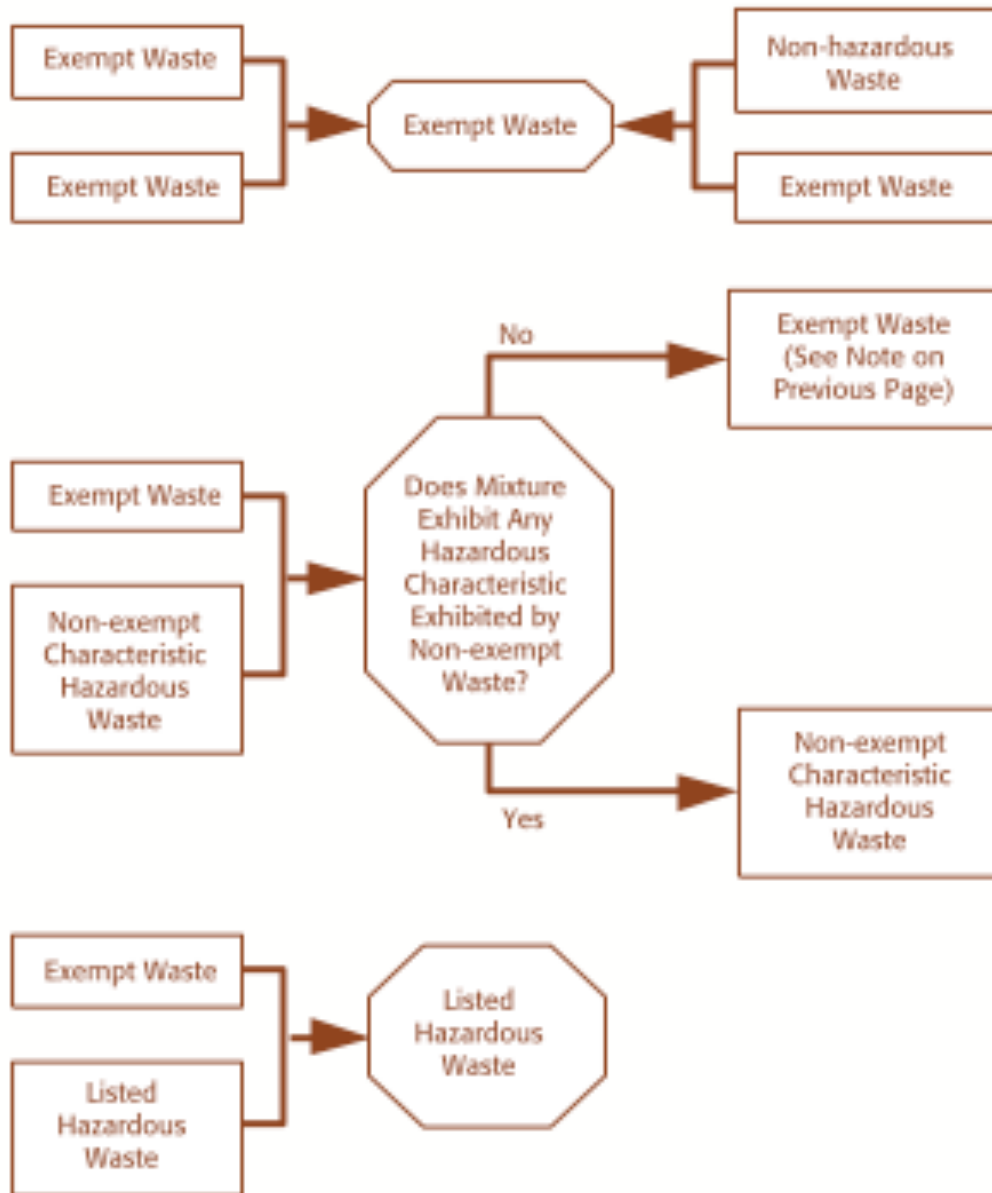 Exempt Waste
Exempt Waste
Exempt Waste
Non-hazardous
Waste
Exempt Waste
No
Exempt Waste
(See Note on
Previous Page)
Exempt Waste
Non-exempt
Characteristic
Hazardous
Waste
Does Mixture
Exhibit Any
Hazardous
Characteristic
Exhibited by
Non-exempt
Waste?
Yes
Non-exempt
Characteristic
Hazardous
Waste
Exempt Waste
Listed
Hazardous
Waste
Listed
Hazardous
Waste